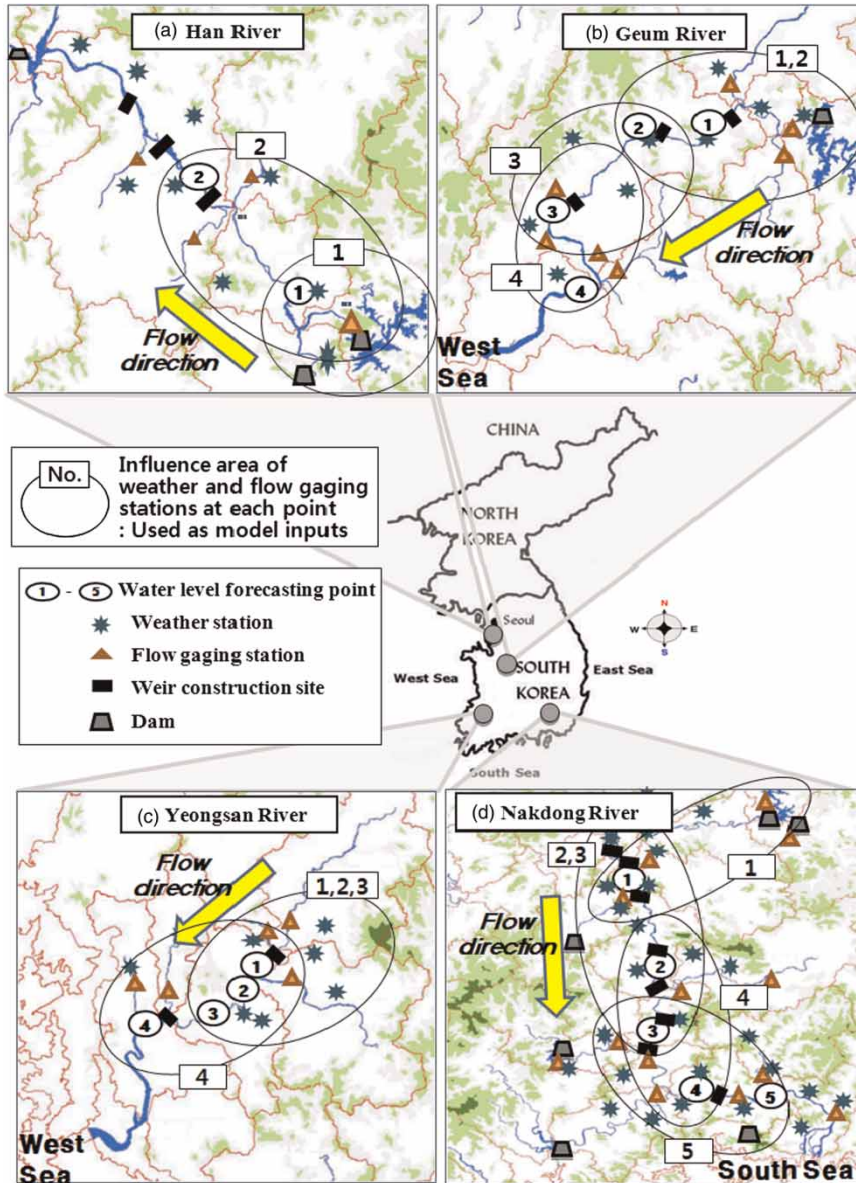 (a) Han River
2
2
1
1
Flow
direction
(b) Geum River
1,2
2
1
3
3
Flow
direction
4
4
West
Sea
No.
Influence area of
weather and flow gaging
stations at each point
: Used as model inputs
1 - 5 Water level forecasting point
Weather station
Flow gaging station
Weir construction site
Dam
CHINA
NORTH
KOREA
Seoul
West Sea
SOUTH
KOREA
East Sea
South Sea
N
W E
S
(c) Yeongsan River
Flow
direction
1,2,3
1
2
3
4
4
West
Sea
(d) Nakdong River
2,3
1
1
Flow
direction
2
4
3
4
5
5
South Sea